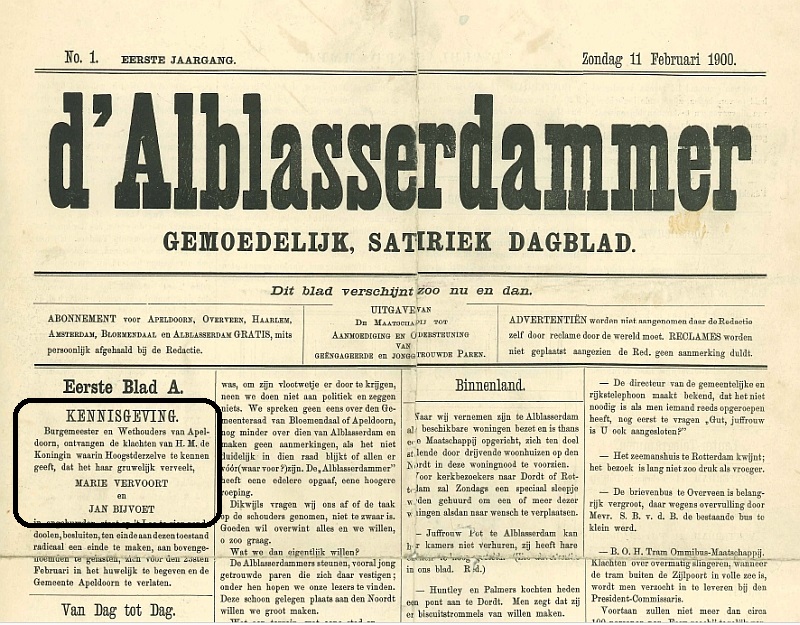 No. 1. EERSTE JAARGANG.
Zondag 11 Februari 1900.
d'Alblasserdammer
GEMOEDELIJK, SATIRIEK DAGBLAD.
Dit blad verschijnt zoo nu en dan.
ABONNEMENT voor APELDOORN, OVERVEEN, HAARLEM,
AMSTERDAM, BLOEMENDAAL en ALBLASSERDAM GRATIS, mits
persoonlijk afgehaald bij de Redactie.
UITGAVE VAN
DE MAATSCHAPIJ TOT
AANMOEDIGING EN ONDERSTEUNING
VAN
GEËNGAGEERDE en JONGGETROUWDE PAREN.
ADVERTENTIËN worden niet aangenomen daar de Redactie
zelf door reclame door de wereld moet. RECLAMES worden
niet geplaatst aangezien de Red. geen aanmerking duldt.
Eerste Blad A.
KENNISGEVING.
Burgemeester en Wethouders van Apel-
doorn, ontvangen de klachten van H. M. de
Koningin waarin Hoogstderzelve te kennen
geeft, dat het haar gruwelijk verveelt,
MARIE VERVOORT
en
JAN BIJVOET
doolen, besluiten, ten einde aan dezen toestand
radicaal een einde te maken, aan bovenge-
noemden te gelasten, zich vóór den 25sten
Februari in het huwelijk te begeven en de
Gemeente Apeldoorn te verlaten.
Van Dag tot Dag.
was, om zijn vlootwetje er door te krijgen,
neen we doen niet aan politiek en zeggen
niets. We spreken geen eens over den Ge-
meenteraad van Bloemendaal of Apeldoorn,
nog minder over dien van Alblasserdam en
maken geen aanmerkingen, als het niet
duidelijk in dien raad blijkt of allen er
vóór (waar voor?) zijn. De „Alblasserdammer"
heeft eene edelere opgaaf, eene hoogere
roeping.
Dikwijls vragen wij ons af of de taak
op de schouders genomen, niet te zwaar is.
Goeden wil overwint alles en we willen,
o zoo graag.
Wat we dan eigenlijk willen?
De Alblasserdammers steunen, vooral jong
getrouwde paren die zich daar vestigen;
onder hen hopen we onze lezers te vinden.
Deze schoon gelegen plaats aan den Noordt
willen we groot maken.
Binnenland.
Naar wij vernemen zijn te Alblasserdam
beschikbare woningen bezet en is thans
Maatschappij opgericht, zich ten doel
stellende door drijvende woonhuizen op den
Noordt in deze woningnood te voorzien.
Voor kerkbezoekers naar Dordt of Rot-
dam zal Zondags een speciaal sleepje
worden gehuurd om een of meer dezer
woningen alsdan naar wensch te verplaatsen.
— Juffrouw Pot te Alblasserdam kan
kamers niet verhuren, zij heeft hare
in ons blad. Red.)
— Huntley en Palmers kochten heden
een pont aan te Dordt. Men zegt dat zij
er biscuitstrommels van willen maken.
— De directeur van de gemeentelijke en
rijkstelephoon maakt bekend, dat het niet
noodig is als men iemand reeds opgeroepen
heeft, nog eerst te vragen „Gut, juffrouw
is U ook aangesloten?"
— Het zeemanshuis te Rotterdam kwijnt;
het bezoek is lang niet zoo druk als vroeger.
— De brievenbus te Overveen is belang-
rijk vergroot, daar wegens overvulling door
Mevr. S. B. v. d. B. de bestaande bus te
klein werd.
— B. O. H. Tram Ommibus-Maatschappij.
Klachten over overmatig slingeren, wanneer
de tram buiten de Zijlpoort in volle zee is,
wordt men verzocht in te leveren bij den
President-Commissaris.
Voortaan zullen niet meer dan circa